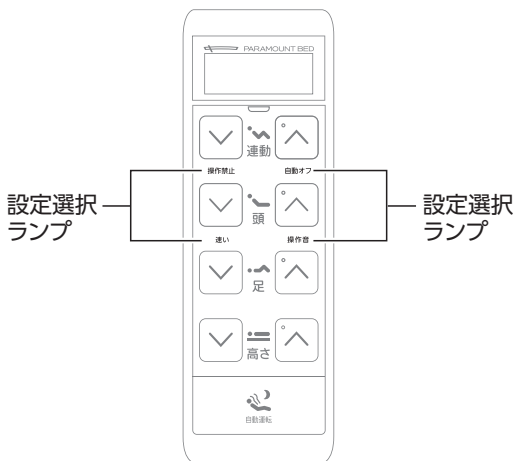 PARAMOUNT BED
連動
操作禁止
自動オフ
設定選択
ランプ
設定選択
ランプ
頭
速い
操作音
足
高さ
自動運転